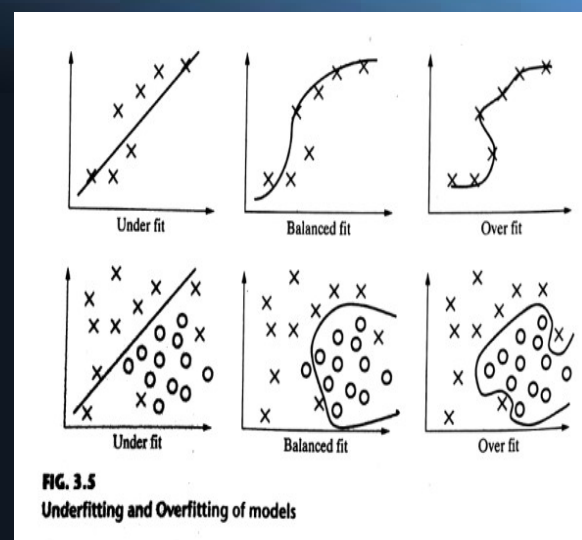 Under fit
Balanced fit
Over fit
Under fit
Balanced fit
Over fit
FIG. 3.5
Underfitting and Overfitting of models